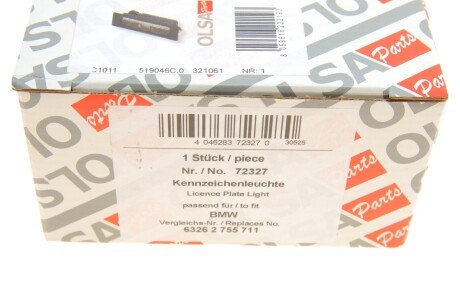 OLSA
Parts
C1011 519046C.0 321061 NR: 1
4 046283 72327 0 30525
1 Stück / piece
Nr. / No. 72327
Kennzeichenleuchte
Licence Plate Light
passend für / to fit
BMW
Vergleichs-Nr. / Replaces No.
6326 2 755 711